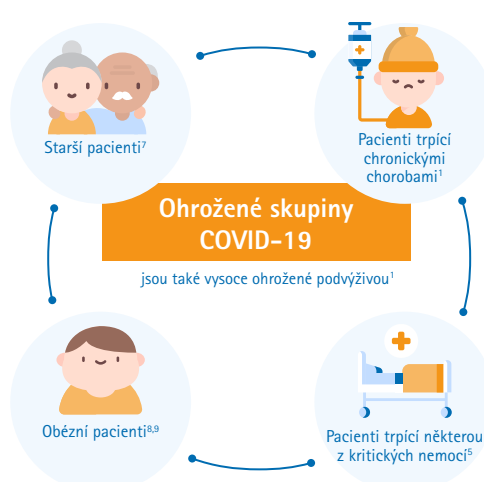 Starší pacienti⁷
Pacienti trpící
chronickými
chorobami¹
Ohrožené skupiny
COVID-19
jsou také vysoce ohrožené podvýživou¹
Obézní pacienti⁸,⁹
Pacienti trpící některou
z kritických nemocí⁵